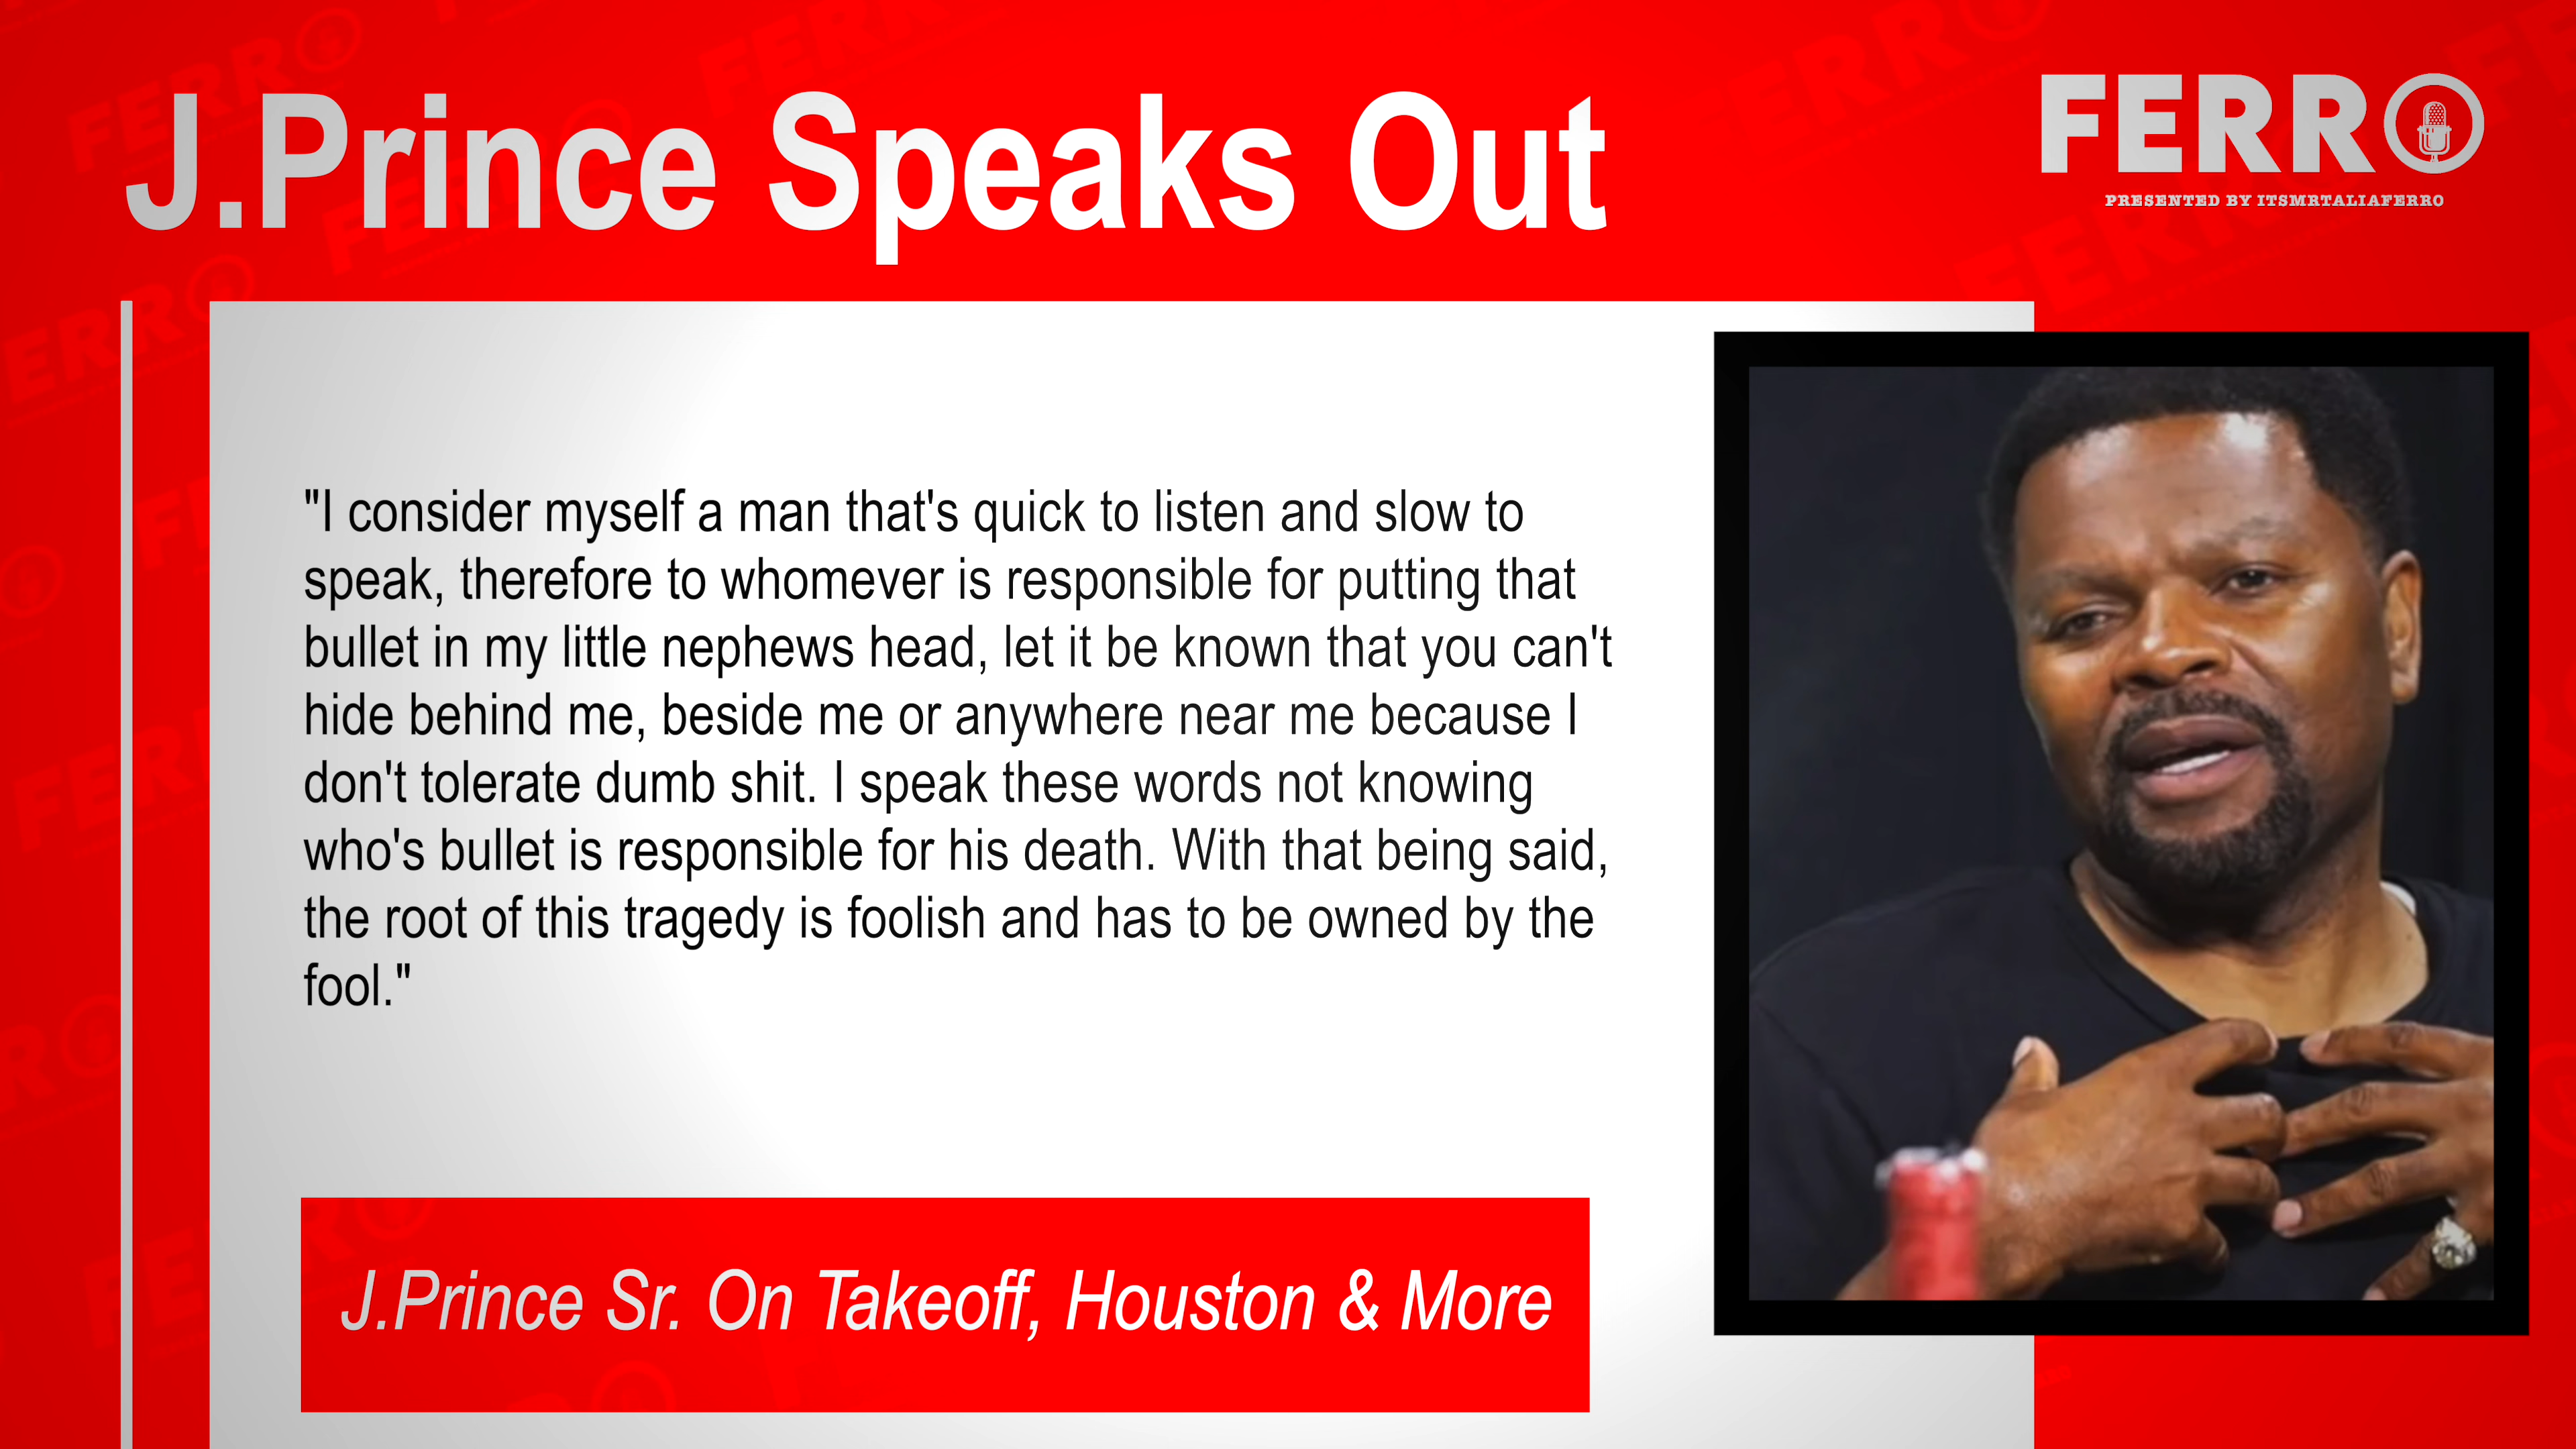 J.Prince Speaks Out
FERRO
PRESENTED BY ITSMRTALIAFERRO
"I consider myself a man that's quick to listen and slow to
speak, therefore to whomever is responsible for putting that
bullet in my little nephews head, let it be known that you can't
hide behind me, beside me or anywhere near me because I
don't tolerate dumb shit. I speak these words not knowing
who's bullet is responsible for his death. With that being said,
the root of this tragedy is foolish and has to be owned by the
fool."
J.Prince Sr. On Takeoff, Houston & More